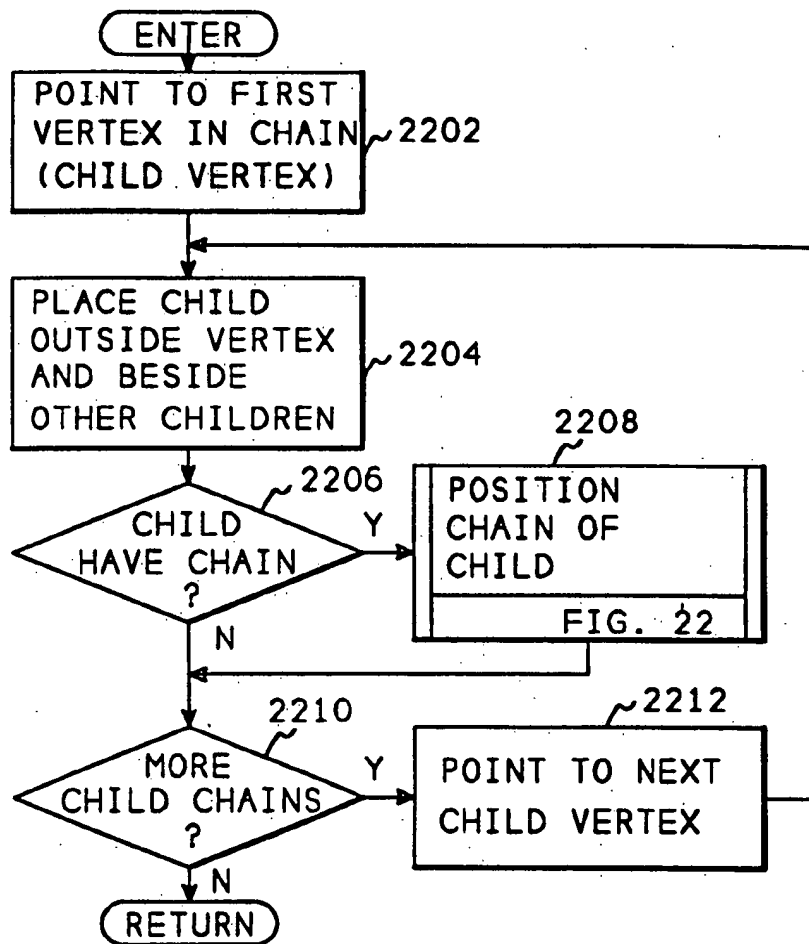 ENTER
POINT TO FIRST
VERTEX IN CHAIN
(CHILD VERTEX)
2202
PLACE CHILD
OUTSIDE VERTEX
AND BESIDE
OTHER CHILDREN
2204
2206
CHILD
HAVE CHAIN
?
Y
N
2208
POSITION
CHAIN OF
CHILD
FIG. 22
2210
MORE
CHILD CHAINS
?
Y
N
2212
POINT TO NEXT
CHILD VERTEX
RETURN